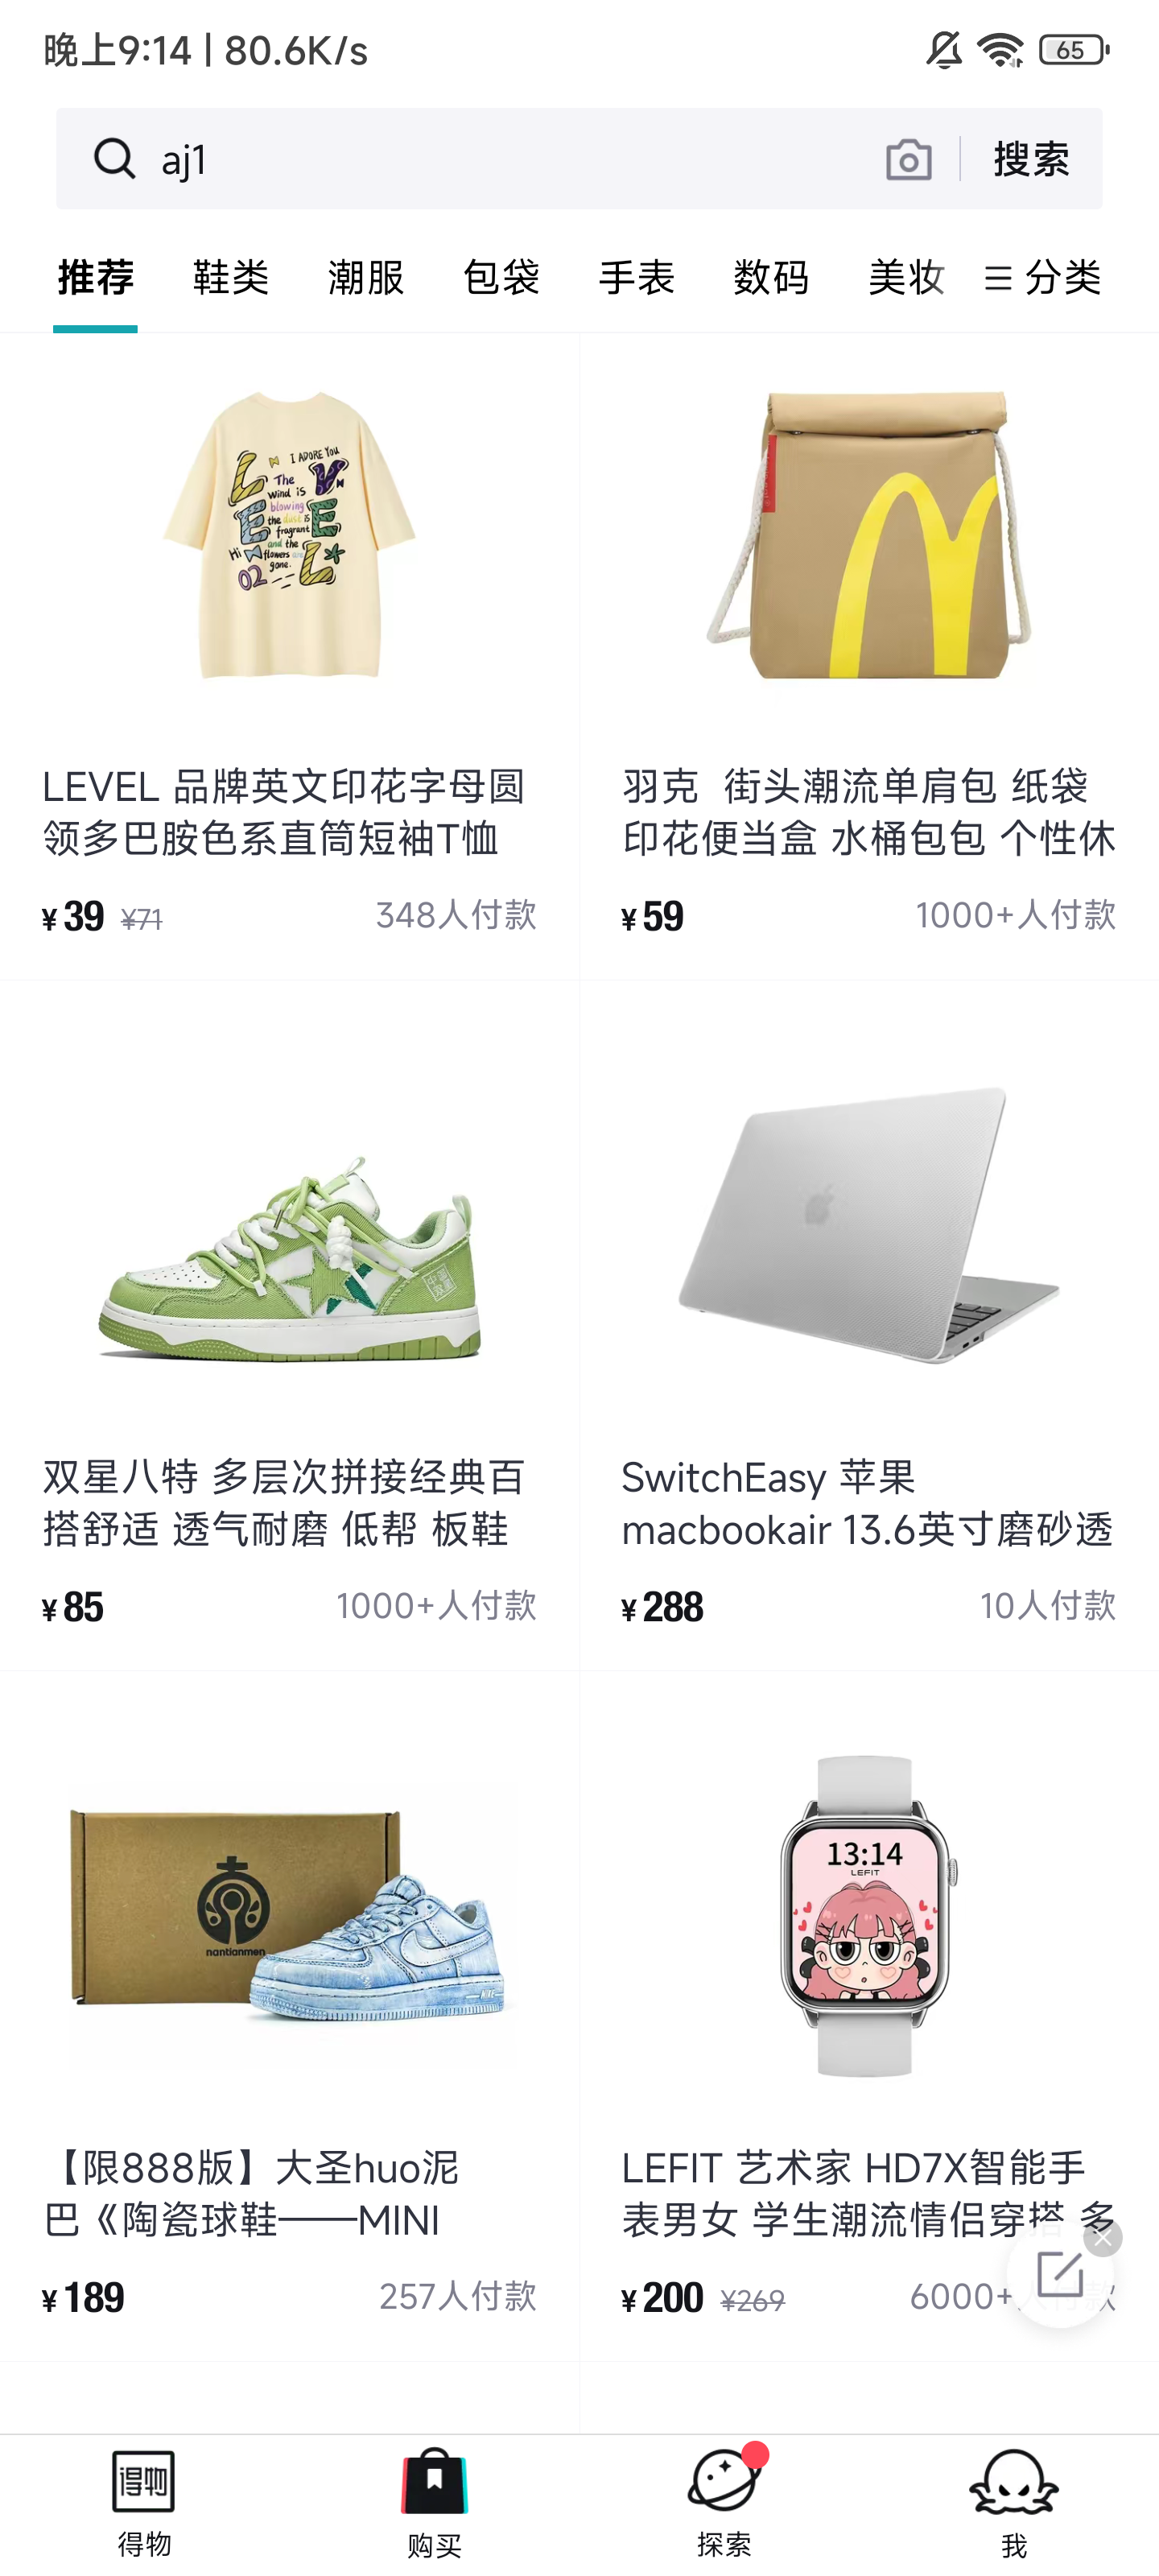 晚上9:14 | 80.6K/s
65
aj1
搜索
推荐 鞋类 潮服 包袋 手表 数码 美妆 分类
I ADORE YOU
L V
The
wind is
blowing
E E
the dust is
fragrant
and the
Hi flowers are
gone.
02 L
LEVEL 品牌英文印花字母圆
领多巴胺色系直筒短袖T恤
¥39 ¥71 348人付款
羽克 街头潮流单肩包 纸袋
印花便当盒 水桶包包 个性休
¥59 1000+人付款
双星八特 多层次拼接经典百
搭舒适 透气耐磨 低帮 板鞋
¥85 1000+人付款
SwitchEasy 苹果
macbookair 13.6英寸磨砂透
¥288 10人付款
nantianmen
【限888版】大圣huo泥
巴《陶瓷球鞋——MINI
¥189 257人付款
13:14
LEFIT
LEFIT 艺术家 HD7X智能手
表男女 学生潮流情侣穿搭 多
¥200 ¥269 6000+人付款
得物
得物 购买 探索 我